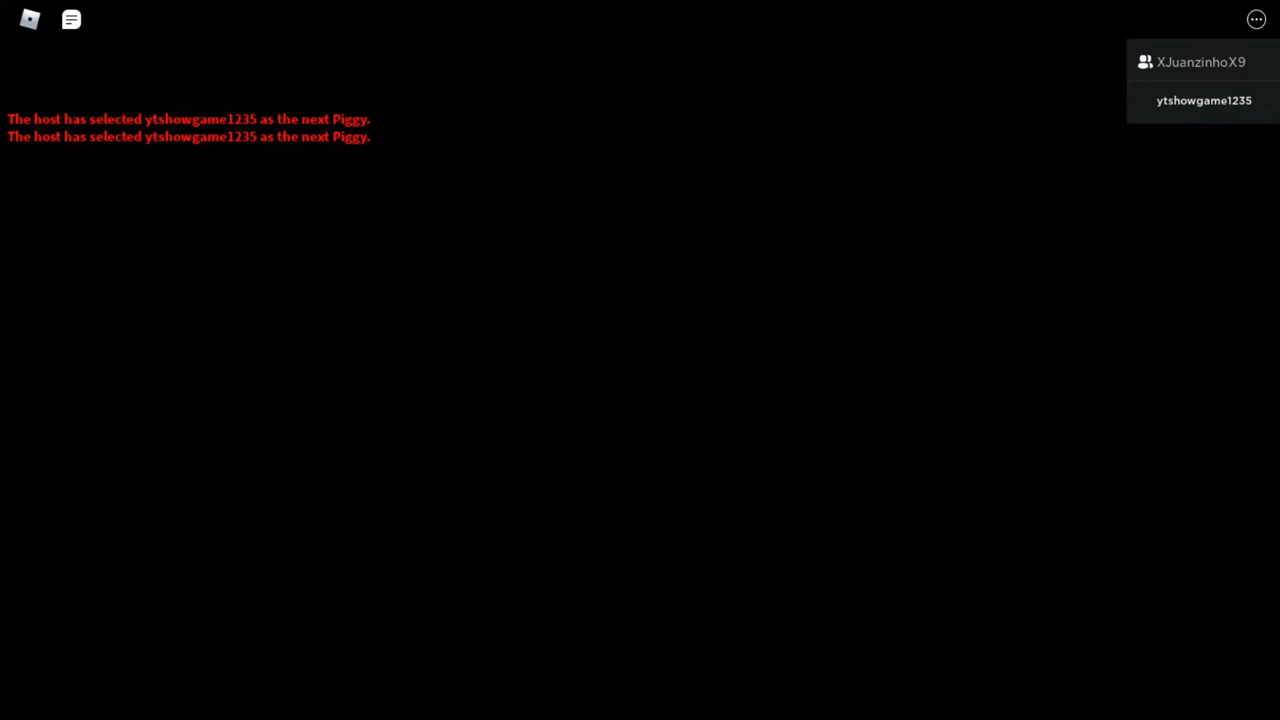 XJuanzinhoX9
ytshowgame1235
The host has selected ytshowgame1235 as the next Piggy.
The host has selected ytshowgame1235 as the next Piggy.